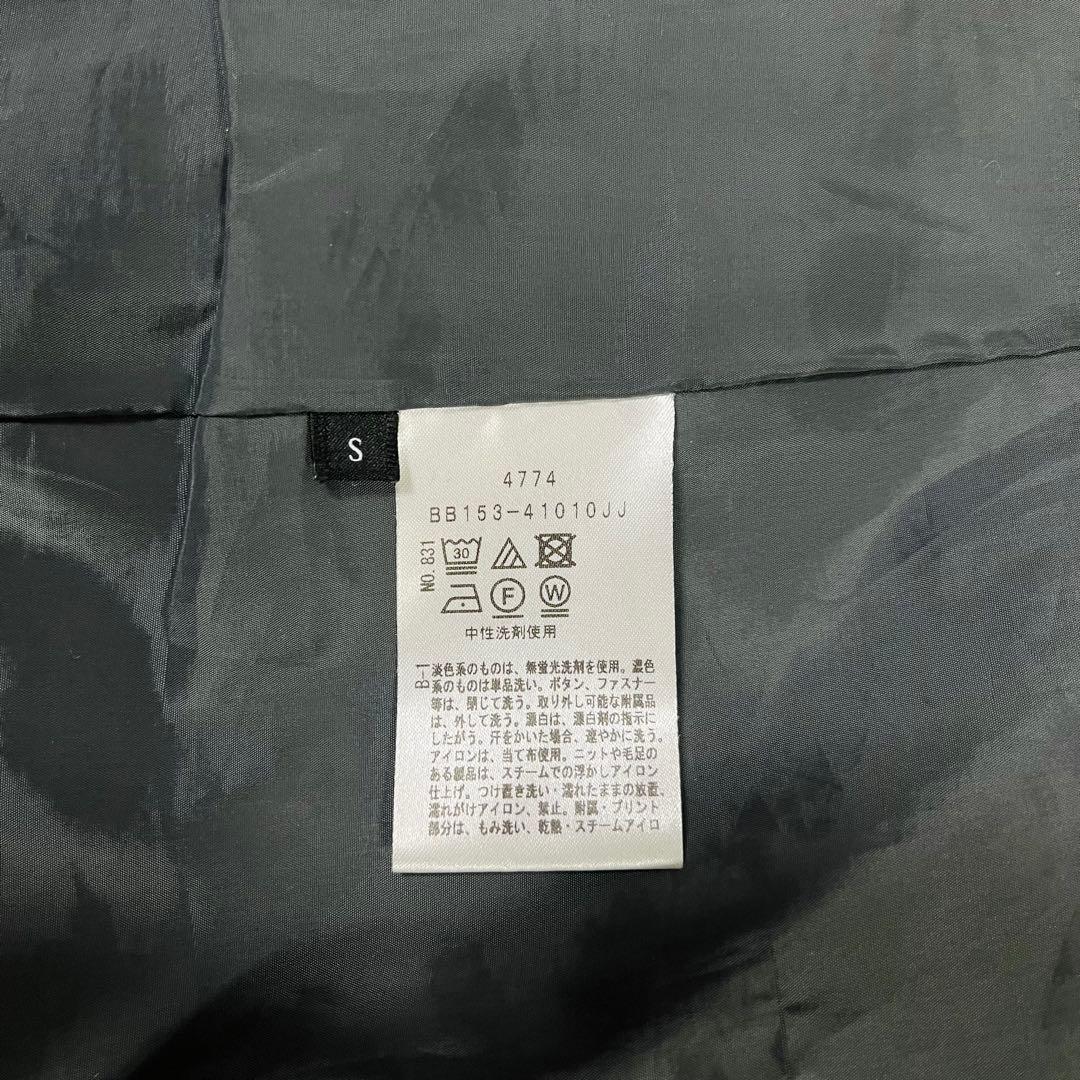 S
4774
BB153-41010JJ
NO.831
30
F
W
中性洗剤使用
B-1
淡色系のものは、無蛍光洗剤を使用。濃色
系のものは単品洗い。ボタン、ファスナー
等は、閉じて洗う。取り外し可能な附属品
は、外して洗う。漂白は、漂白剤の指示に
したがう。汗をかいた場合、速やかに洗う。
アイロンは、当て布使用。ニットや毛足の
ある製品は、スチームでの浮かしアイロン
仕上げ。つけ置き洗い・濡れたままの放置、
濡れがけアイロン、禁止。附属・プリント
部分は、もみ洗い、乾熱・スチームアイロ